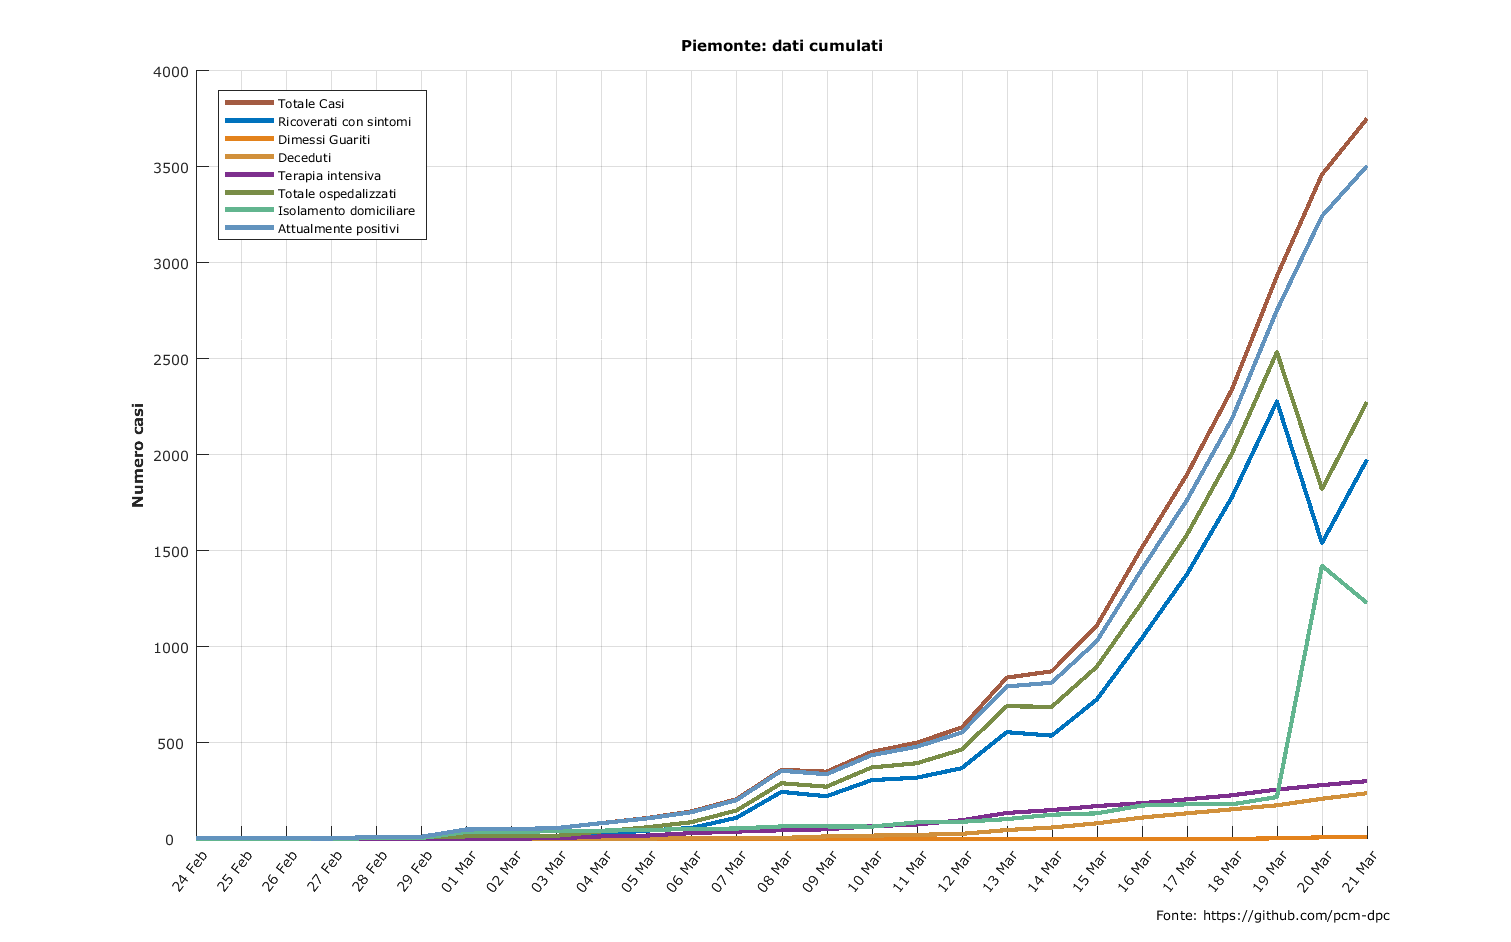 Piemonte: dati cumulati
4000
3500
3000
2500
2000
1500
1000
500
0
Numero casi
Totale Casi
Ricoverati con sintomi
Dimessi Guariti
Deceduti
Terapia intensiva
Totale ospedalizzati
Isolamento domiciliare
Attualmente positivi
24 Feb
25 Feb
26 Feb
27 Feb
28 Feb
29 Feb
01 Mar
02 Mar
03 Mar
04 Mar
05 Mar
06 Mar
07 Mar
08 Mar
09 Mar
10 Mar
11 Mar
12 Mar
13 Mar
14 Mar
15 Mar
16 Mar
17 Mar
18 Mar
19 Mar
20 Mar
21 Mar
Fonte: https://github.com/pcm-dpc